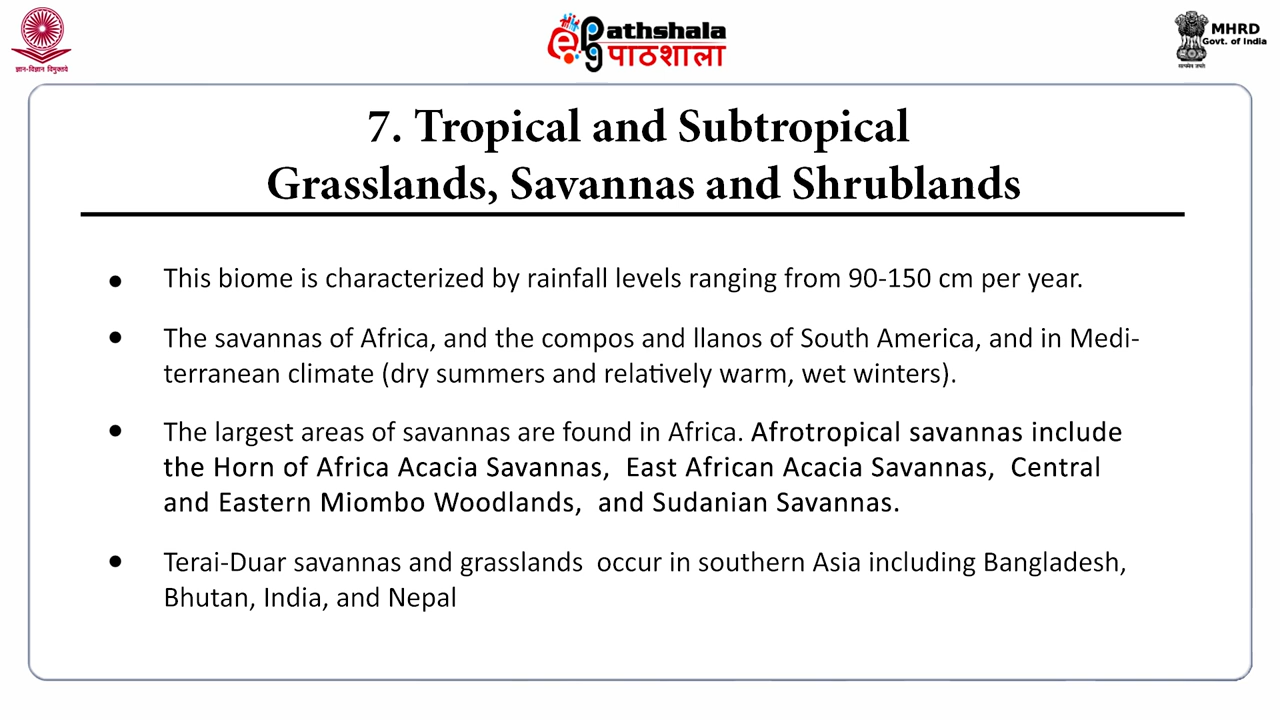 ज्ञान-विज्ञान विमुक्तये
ePathshala
पाठशाला
MHRD
Govt. of India
सत्यमेव जयते
7. Tropical and Subtropical
Grasslands, Savannas and Shrublands
• This biome is characterized by rainfall levels ranging from 90-150 cm per year.
• The savannas of Africa, and the compos and llanos of South America, and in Medi-
terranean climate (dry summers and relatively warm, wet winters).
• The largest areas of savannas are found in Africa. Afrotropical savannas include
the Horn of Africa Acacia Savannas, East African Acacia Savannas, Central
and Eastern Miombo Woodlands, and Sudanian Savannas.
• Terai-Duar savannas and grasslands occur in southern Asia including Bangladesh,
Bhutan, India, and Nepal